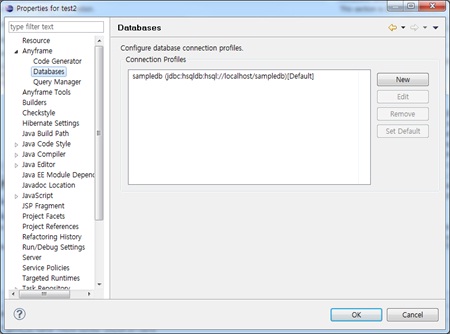 Properties for test2
type filter text
Resource
Anyframe
Code Generator
Databases
Query Manager
Anyframe Tools
Builders
Checkstyle
Hibernate Settings
Java Build Path
Java Code Style
Java Compiler
Java Editor
Java EE Module Depend
Javadoc Location
JavaScript
JSP Fragment
Project Facets
Project References
Refactoring History
Run/Debug Settings
Server
Service Policies
Targeted Runtimes
Task Repository
Databases
Configure database connection profiles.
Connection Profiles
sampledb (jdbc:hsqldb:hsql://localhost/sampledb)[Default]
New
Edit
Remove
Set Default
OK
Cancel